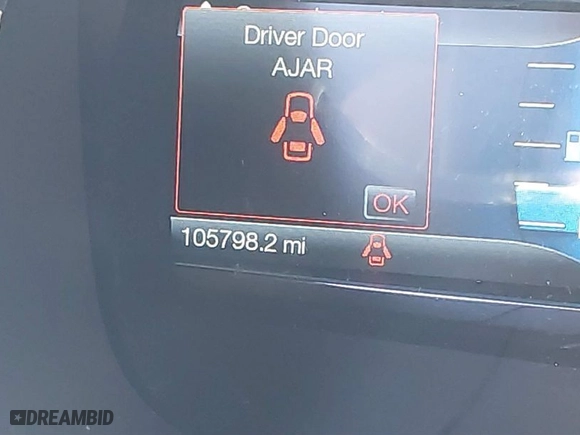 Driver Door
AJAR
OK
105798.2 mi
DREAMBID